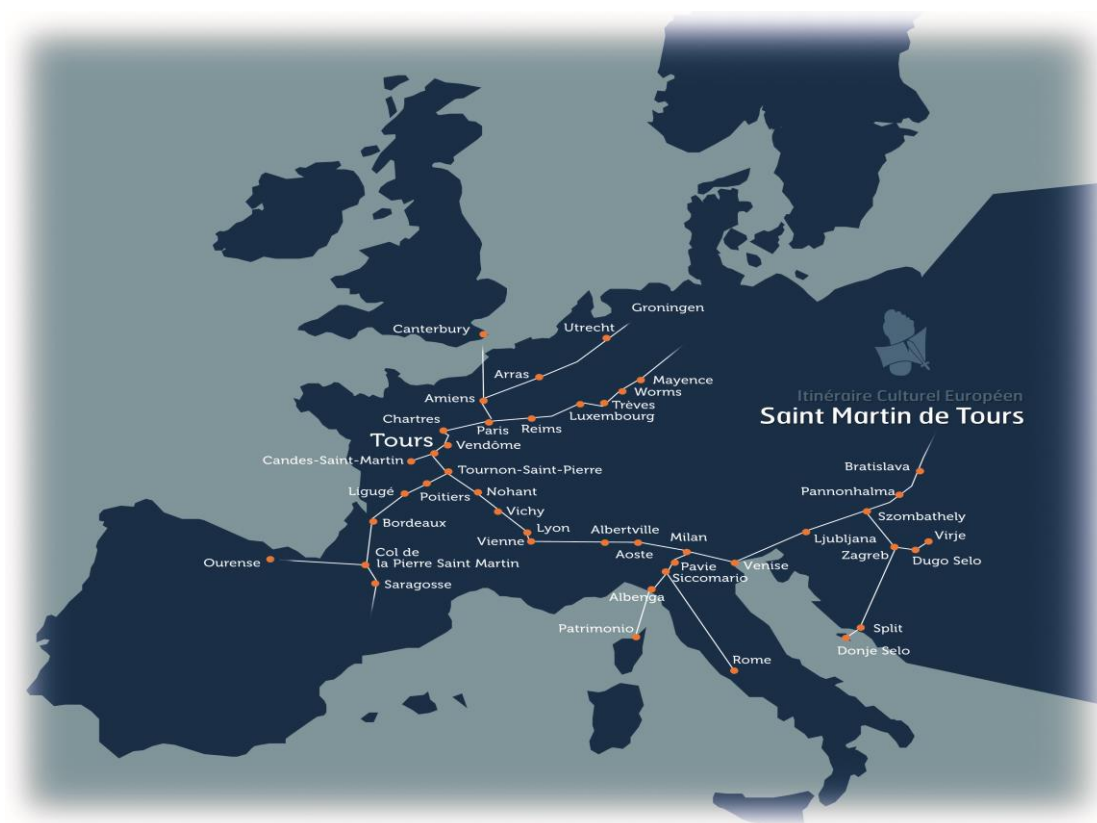 Groningen
Canterbury
Utrecht
Arras
Mayence
Worms
Amiens
Trèves
Luxembourg
Itinéraire Culturel Européen
Saint Martin de Tours
Chartres
Paris
Reims
Tours
Vendôme
Candes-Saint-Martin
Tournon-Saint-Pierre
Bratislava
Ligugé
Poitiers
Nohant
Pannonhalma
Vichy
Szombathely
Bordeaux
Lyon
Albertville
Milan
Ljubljana
Virje
Vienne
Aoste
Zagreb
Dugo Selo
Ourense
Col de
la Pierre Saint Martin
Pavie
Venise
Siccomario
Saragosse
Albenga
Patrimonio
Split
Donje Selo
Rome